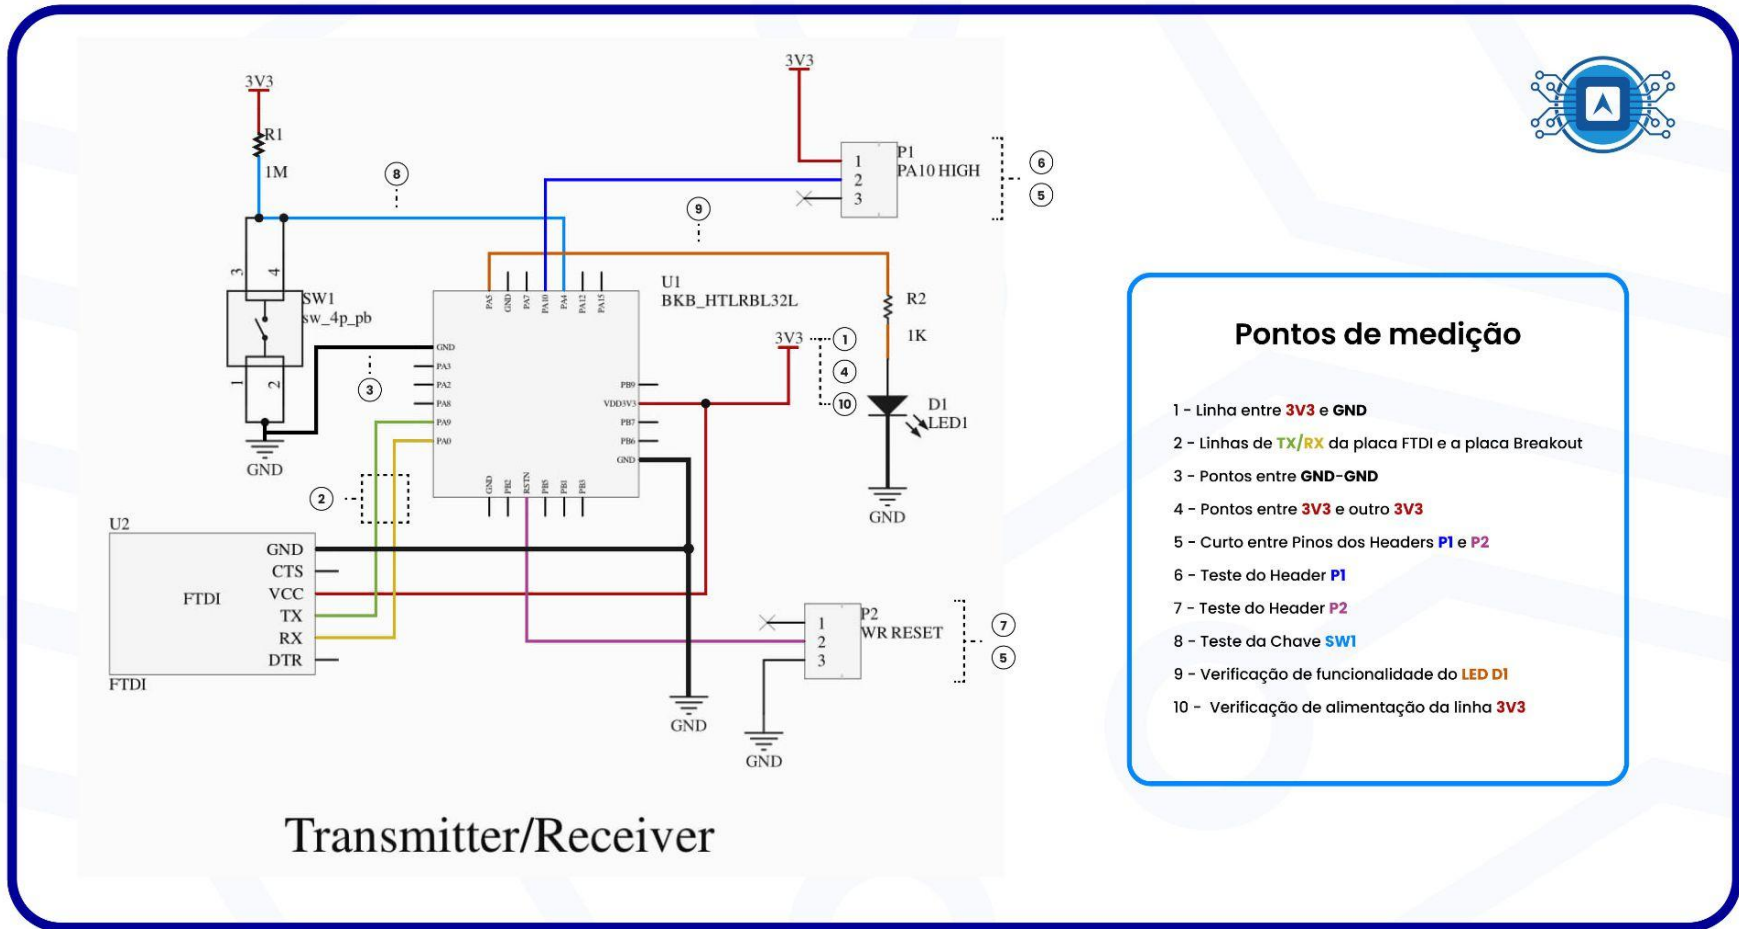 3V3
R1
1M
8
3
4
SW1
sw_4p_pb
1
2
GND
3
2
3V3
P1
PA10 HIGH
1
2
3
6
5
9
U1
BKB_HTLRBL32L
PA5
GND
PA7
PA10
PA4
PA12
PA15
GND
PA3
PA2
PA8
PA9
PA0
PB9
VDD3V3
PB7
PB6
GND
GND
PB2
RSTN
PB5
PB1
PB3
3V3
1
4
10
R2
1K
D1
LED1
GND
U2
FTDI
GND
CTS
VCC
TX
RX
DTR
FTDI
P2
WR RESET
1
2
3
7
5
GND
GND
Transmitter/Receiver
Pontos de medição
1 - Linha entre 3V3 e GND
2 - Linhas de TX/RX da placa FTDI e a placa Breakout
3 - Pontos entre GND-GND
4 - Pontos entre 3V3 e outro 3V3
5 - Curto entre Pinos dos Headers P1 e P2
6 - Teste do Header P1
7 - Teste do Header P2
8 - Teste da Chave SW1
9 - Verificação de funcionalidade do LED D1
10 - Verificação de alimentação da linha 3V3